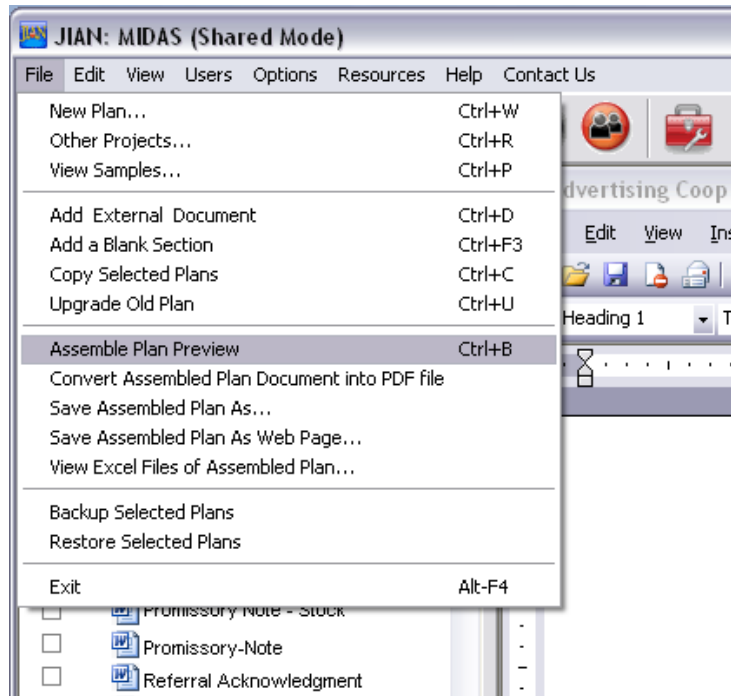 JIAN: MIDAS (Shared Mode)
File Edit View Users Options Resources Help Contact Us
New Plan... Ctrl+W
Other Projects... Ctrl+R
View Samples... Ctrl+P
dvertising Coop
Add External Document Ctrl+D
Edit View Ins
Add a Blank Section Ctrl+F3
Copy Selected Plans Ctrl+C
Upgrade Old Plan Ctrl+U
Heading 1 T
Assemble Plan Preview Ctrl+B
Convert Assembled Plan Document into PDF file
Save Assembled Plan As...
Save Assembled Plan As Web Page...
View Excel Files of Assembled Plan...
Backup Selected Plans
Restore Selected Plans
Exit Alt-F4
Promissory Note - Stock
Promissory-Note
Referral Acknowledgment